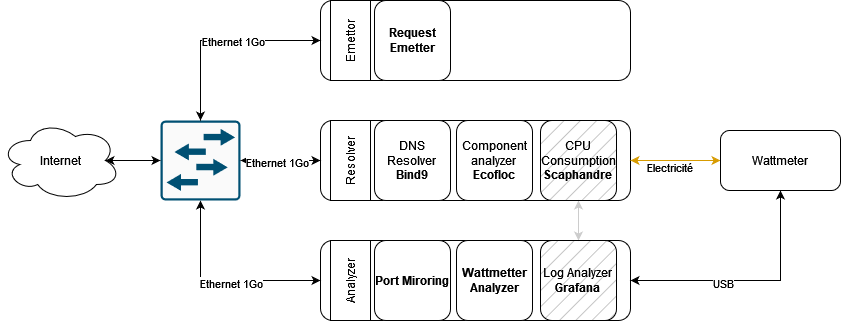 Emettor
Request
Emetter
Ethernet 1Go
Internet
Ethernet 1Go
Resolver
DNS
Resolver
Bind9
Component
analyzer
Ecofloc
CPU
Consumption
Scaphandre
Electricité
Wattmeter
Ethernet 1Go
Analyzer
Port Miroring
Wattmetter
Analyzer
Log Analyzer
Grafana
USB